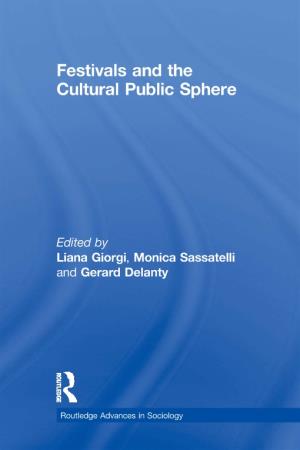 Festivals and the
Cultural Public Sphere
Edited by
Liana Giorgi, Monica Sassatelli
and Gerard Delanty
ROUTLEDGE
Routledge Advances in Sociology